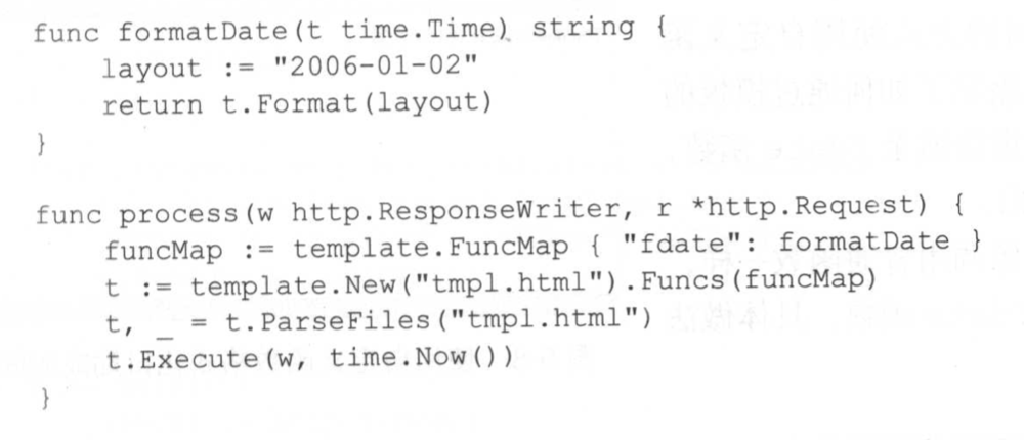 func formatDate(t time.Time) string {
    layout := "2006-01-02"
    return t.Format(layout)
}

func process(w http.ResponseWriter, r *http.Request) {
    funcMap := template.FuncMap { "fdate": formatDate }
    t := template.New("tmpl.html").Funcs(funcMap)
    t, _ = t.ParseFiles("tmpl.html")
    t.Execute(w, time.Now())
}